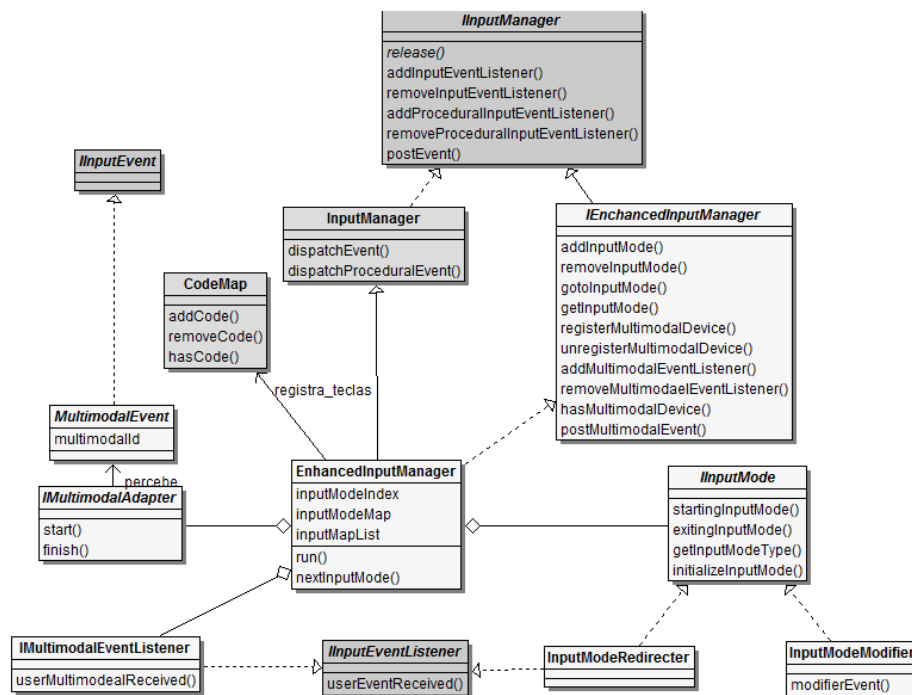 IInputManager
release()
addInputEventListener()
removeInputEventListener()
addProceduralInputEventListener()
removeProceduralInputEventListener()
postEvent()
IInputEvent
InputManager
dispatchEvent()
dispatchProceduralEvent()
IEnchancedInputManager
addInputMode()
removeInputMode()
gotoInputMode()
getInputMode()
registerMultimodalDevice()
unregisterMultimodalDevice()
addMultimodalEventListener()
removeMultimodaelEventListener()
hasMultimodalDevice()
postMultimodalEvent()
CodeMap
addCode()
removeCode()
hasCode()
registra_teclas
MultimodalEvent
multimodalId
percebe
IMultimodalAdapter
start()
finish()
EnhancedInputManager
inputModeIndex
inputModeMap
inputMapList
run()
nextInputMode()
IInputMode
startingInputMode()
exitingInputMode()
getInputModeType()
initializeInputMode()
IMultimodalEventListener
userMultimodealReceived()
IInputEventListener
userEventReceived()
InputModeRedirecter
InputModeModifier
modifierEvent()